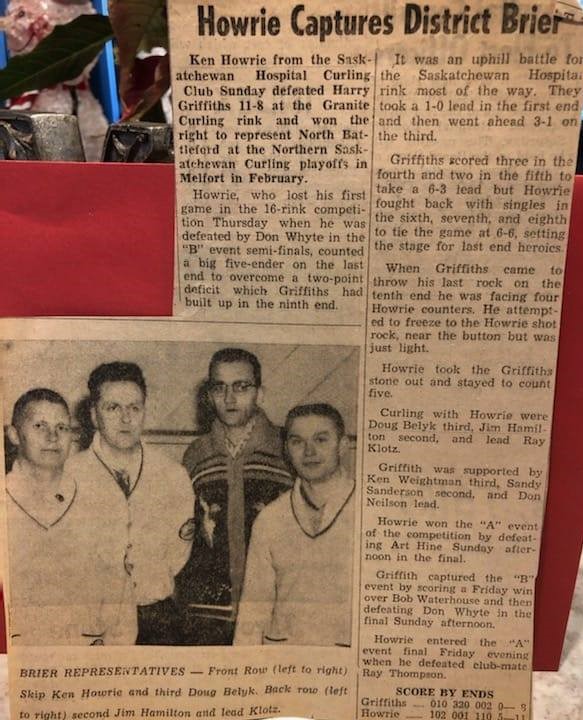 Howrie Captures District Brier
Ken Howrie from the Sask-
atchewan Hospital Curling
Club Sunday defeated Harry
Griffiths 11-8 at the Granite
Curling rink and won the
right to represent North Bat-
tleford at the Northern Sask-
atchewan Curling playoffs in
Melfort in February.
Howrie, who lost his first
game in the 16-rink competi-
tion Thursday when he was
defeated by Don Whyte in the
"B" event semi-finals, counted
a big five-ender on the last
end to overcome a two-point
deficit which Griffiths had
built up in the ninth end.
It was an uphill battle for
the Saskatchewan Hospital
rink most of the way. They
took a 1-0 lead in the first end
and then went ahead 3-1 on
the third.
Griffiths scored three in the
fourth and two in the fifth to
take a 6-3 lead but Howrie
fought back with singles in
the sixth, seventh, and eighth
to tie the game at 6-6, setting
the stage for last end heroics.
When Griffiths came to
throw his last rock on the
tenth end he was facing four
Howrie counters. He attempt-
ed to freeze to the Howrie shot
rock, near the button but was
just light.
Howrie took the Griffiths
stone out and stayed to count
five.
Curling with Howrie were
Doug Belyk third, Jim Hamil-
ton second, and lead Ray
Klotz.
Griffith was supported by
Ken Weightman third, Sandy
Sanderson second, and Don
Neilson lead.
Howrie won the "A" event
of the competition by defeat-
ing Art Hine Sunday after-
noon in the final.
Griffith captured the "B"
event by scoring a Friday win
over Bob Waterhouse and then
defeating Don Whyte in the
final Sunday afternoon.
Howrie entered the "A"
event final Friday evening
when he defeated club-mate
Ray Thompson.
SCORE BY ENDS
Griffiths — 010 320 002 0— 8
Howrie — 102 001 110
BRIER REPRESENTATIVES — Front Row (left to right)
Skip Ken Howrie and third Doug Belyk. Back row (left
to right) second Jim Hamilton and lead Klotz.